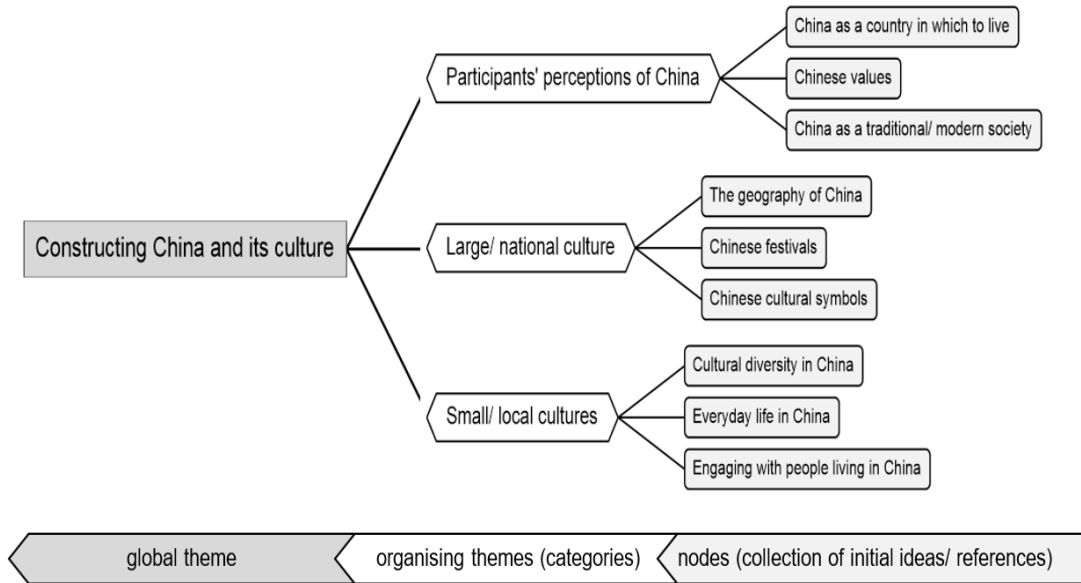 China as a country in which to live
Participants' perceptions of China
Chinese values
China as a traditional/ modern society
The geography of China
Constructing China and its culture
Large/ national culture
Chinese festivals
Chinese cultural symbols
Cultural diversity in China
Small/ local cultures
Everyday life in China
Engaging with people living in China
global theme
organising themes (categories)
nodes (collection of initial ideas/ references)